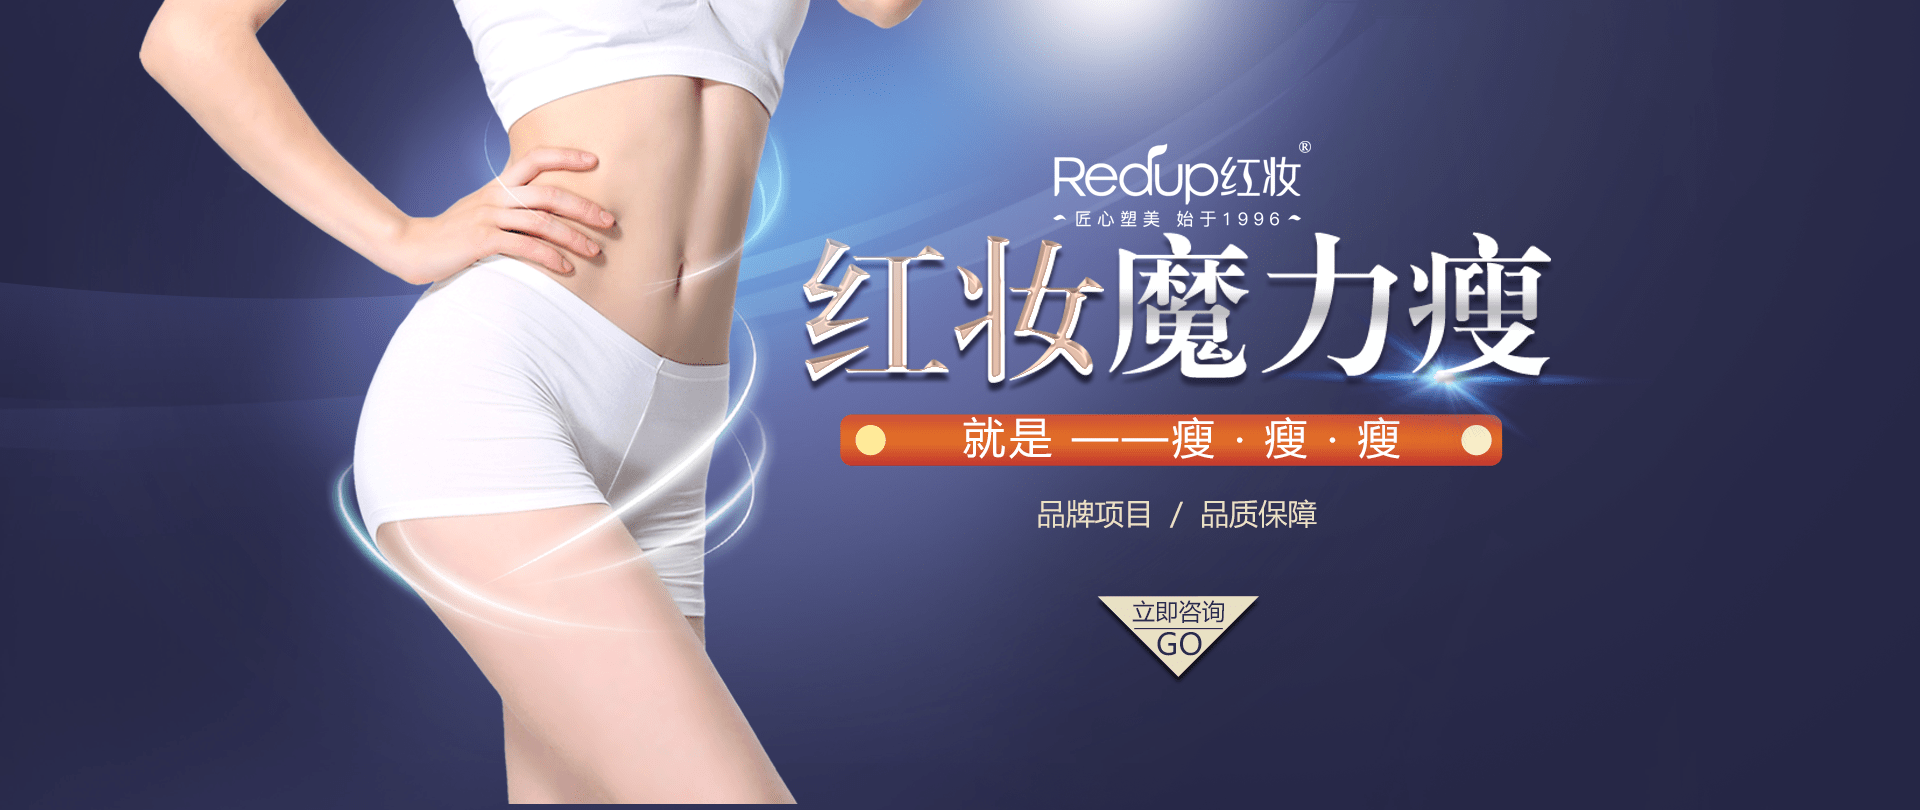 Redup红妆®
匠心塑美 始于1996
红妆魔力瘦
就是 一一瘦·瘦·瘦
品牌项目 / 品质保障
立即咨询
GO